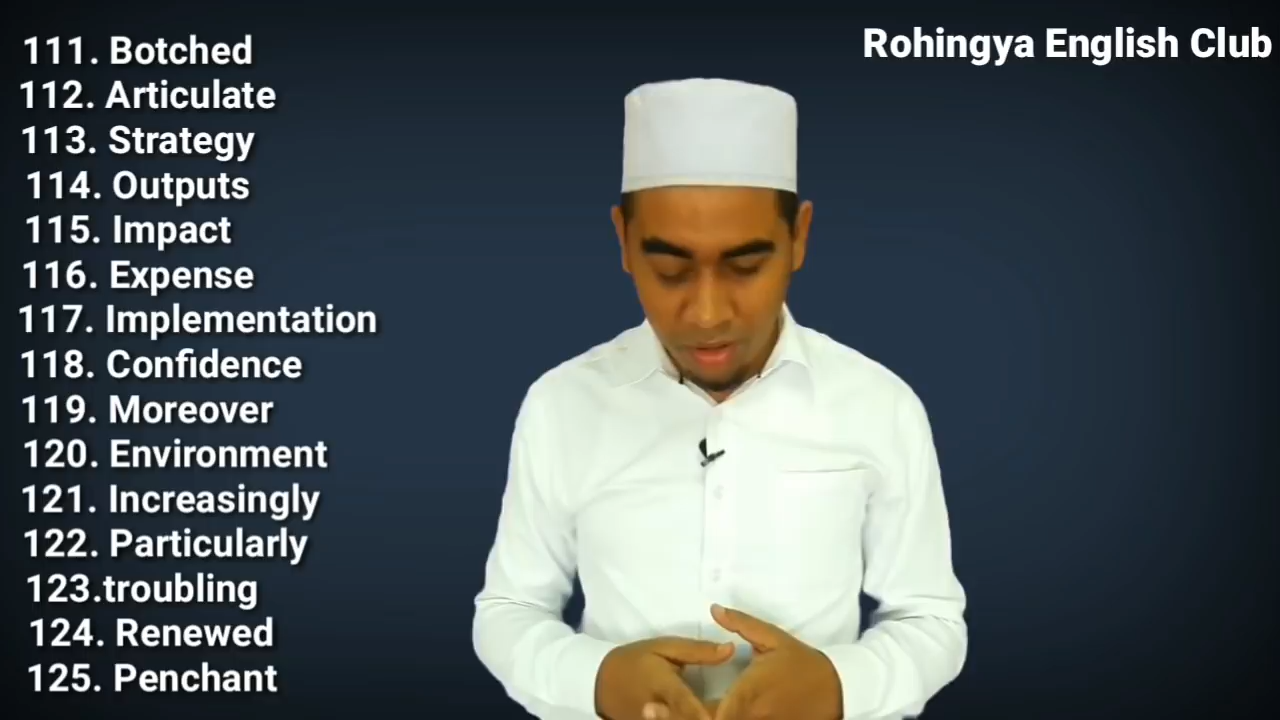 Rohingya English Club
111. Botched
112. Articulate
113. Strategy
114. Outputs
115. Impact
116. Expense
117. Implementation
118. Confidence
119. Moreover
120. Environment
121. Increasingly
122. Particularly
123.troubling
124. Renewed
125. Penchant